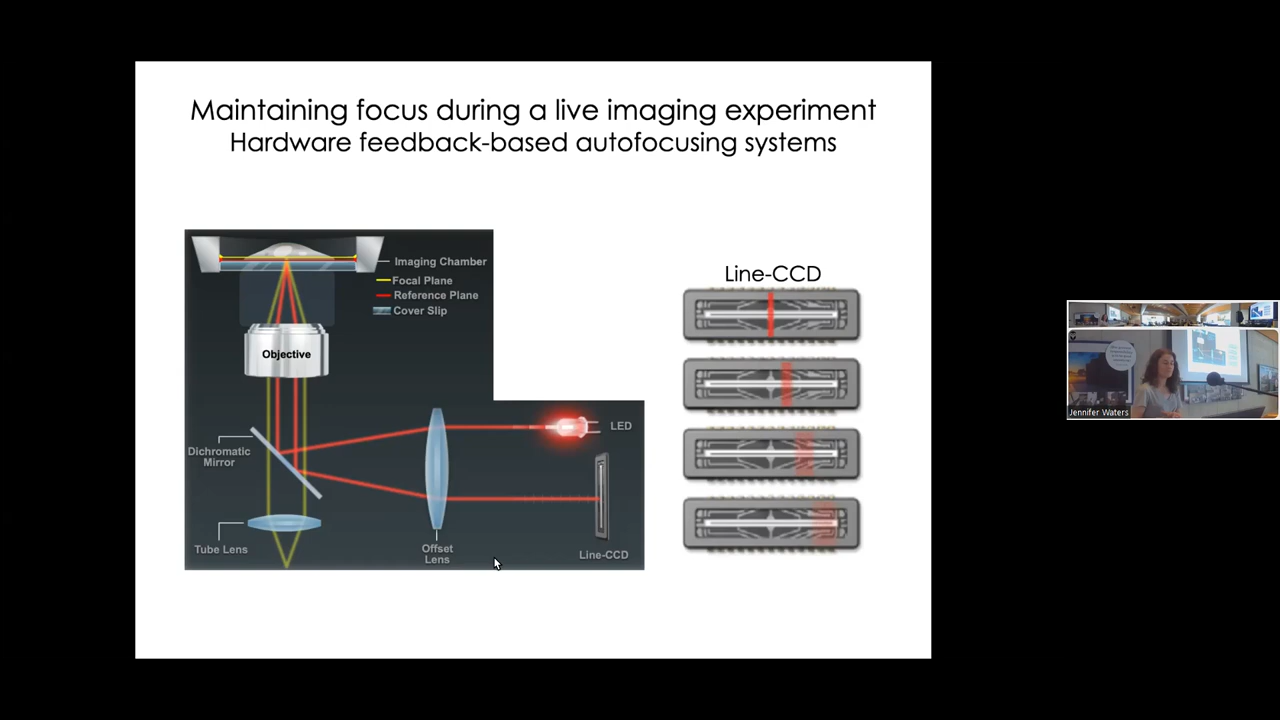 Maintaining focus during a live imaging experiment
Hardware feedback-based autofocusing systems
Imaging Chamber
Focal Plane
Reference Plane
Cover Slip
Objective
Dichromatic
Mirror
LED
Tube Lens
Offset
Lens
Line-CCD
Line-CCD
Jennifer Waters